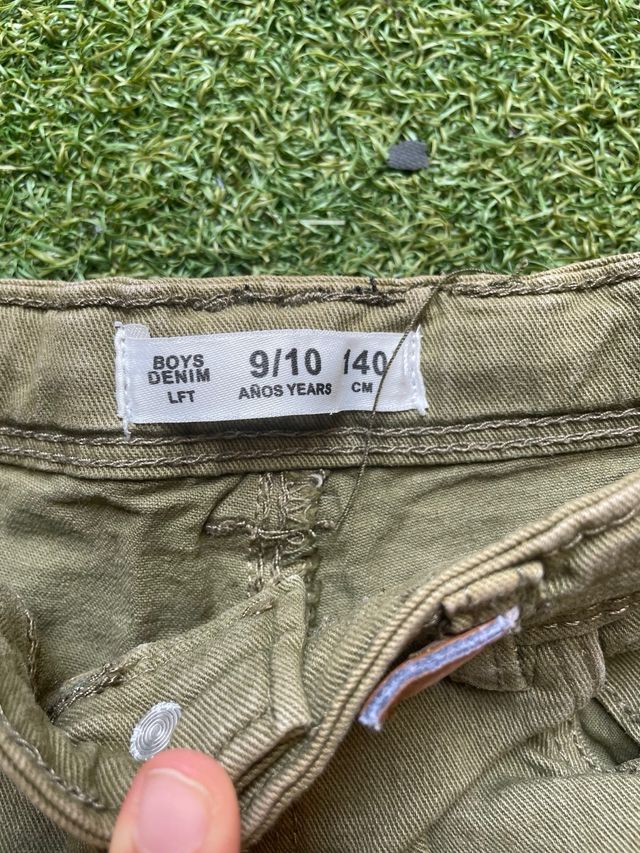 BOYS DENIM LFT
9/10 AÑOS YEARS
140 CM